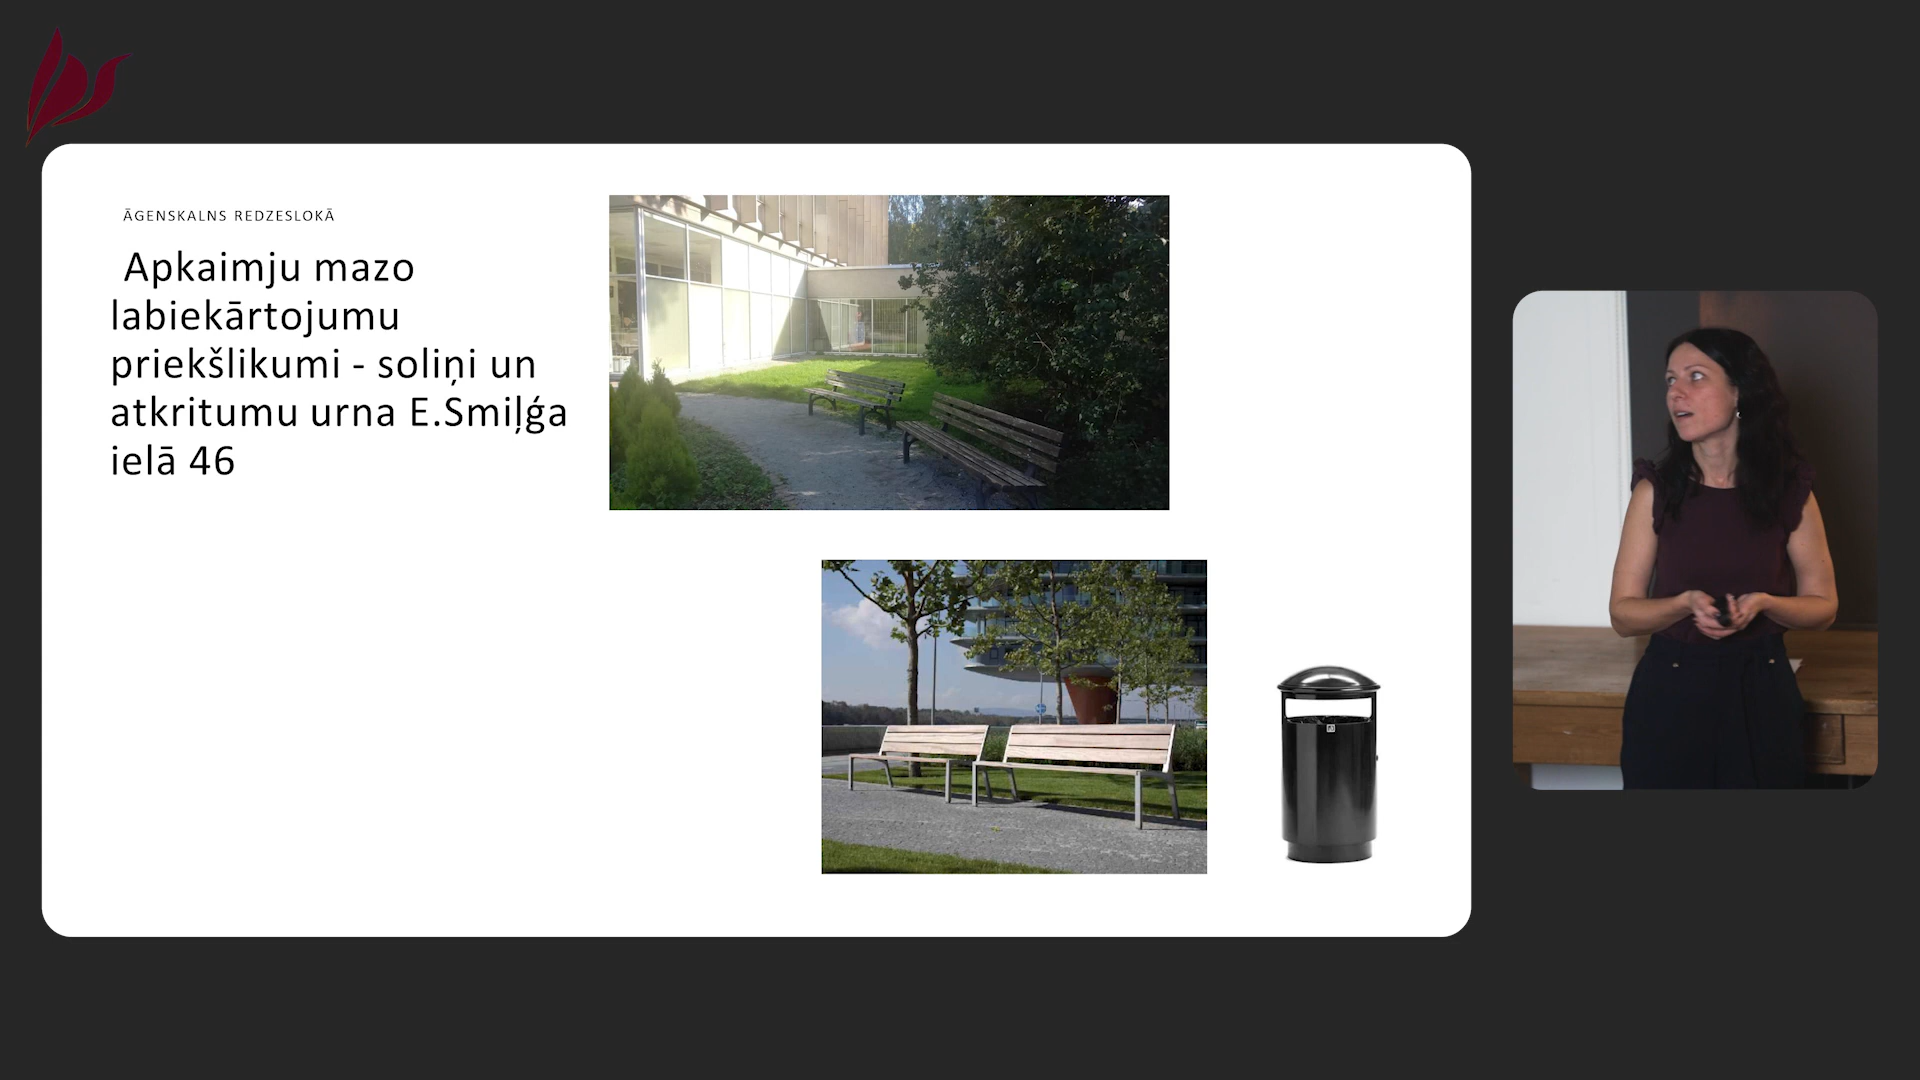 ĀGENSKALNS REDZESLOKĀ
Apkaimju mazo
labiekārtojumu
priekšlikumi - soliņi un
atkritumu urna E.Smiļģa
ielā 46